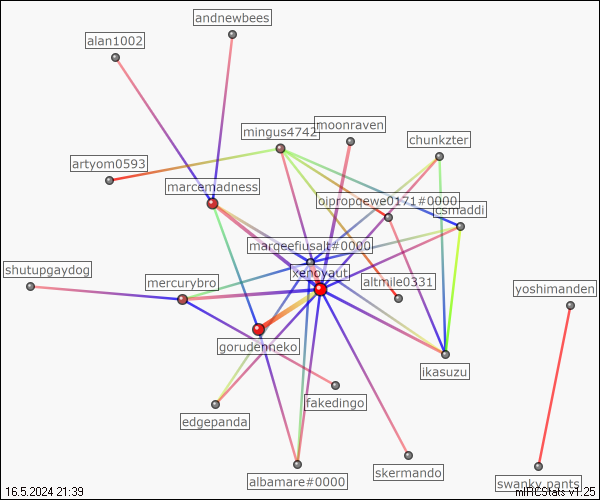 andnewbees
alan1002
mingus4742
moonraven
chunkzter
artyom0593
marcemadness
oipropqewe0171#0000
csmaddi
marqeefiusalt#0000
xenoyaut
shutupgaydog
mercurybro
altmile0331
yoshimanden
gorudenneko
ikasuzu
fakedingo
edgepanda
skermando
albamare#0000
swanky_pants
16.5.2024 21:39
mIRCStats v1.25